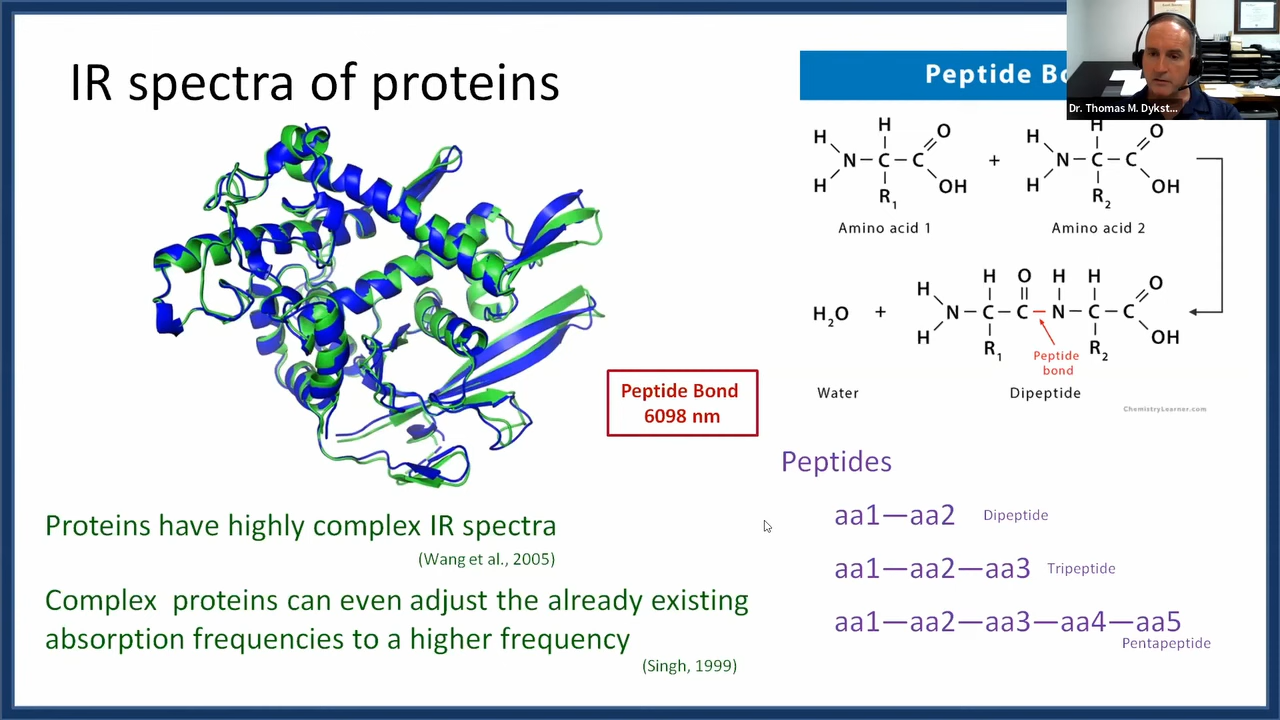 IR spectra of proteins
Peptide Bo
Dr. Thomas M. Dykst...
H
H
O
H
N
C
C
OH
R1
+
H
H
O
H
N
C
C
OH
R2
Amino acid 1
Amino acid 2
H2O
+
H
H
O
H
H
O
H
N
C
C
N
C
C
OH
R1
R2
Peptide
bond
Water
Dipeptide
ChemistryLearner.com
Peptide Bond
6098 nm
Proteins have highly complex IR spectra
(Wang et al., 2005)
Complex proteins can even adjust the already existing
absorption frequencies to a higher frequency
(Singh, 1999)
Peptides
aa1—aa2 Dipeptide
aa1—aa2—aa3 Tripeptide
aa1—aa2—aa3—aa4—aa5
Pentapeptide